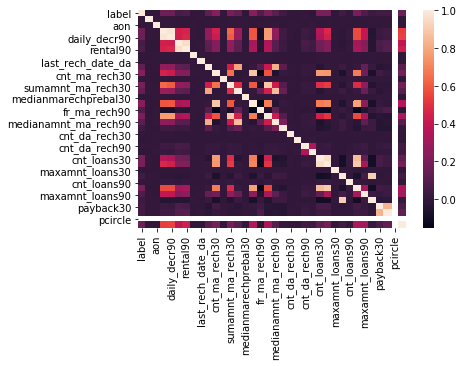 label
aon
daily_decr90
rental90
last_rech_date_da
cnt_ma_rech30
sumamnt_ma_rech30
medianmarechprebal30
fr_ma_rech90
medianamnt_ma_rech90
cnt_da_rech30
cnt_da_rech90
cnt_loans30
maxamnt_loans30
cnt_loans90
maxamnt_loans90
payback30
pcircle
label
aon
daily_decr90
rental90
last_rech_date_da
cnt_ma_rech30
sumamnt_ma_rech30
medianmarechprebal30
fr_ma_rech90
medianamnt_ma_rech90
cnt_da_rech30
cnt_da_rech90
cnt_loans30
maxamnt_loans30
cnt_loans90
maxamnt_loans90
payback30
pcircle
1.0
0.8
0.6
0.4
0.2
0.0